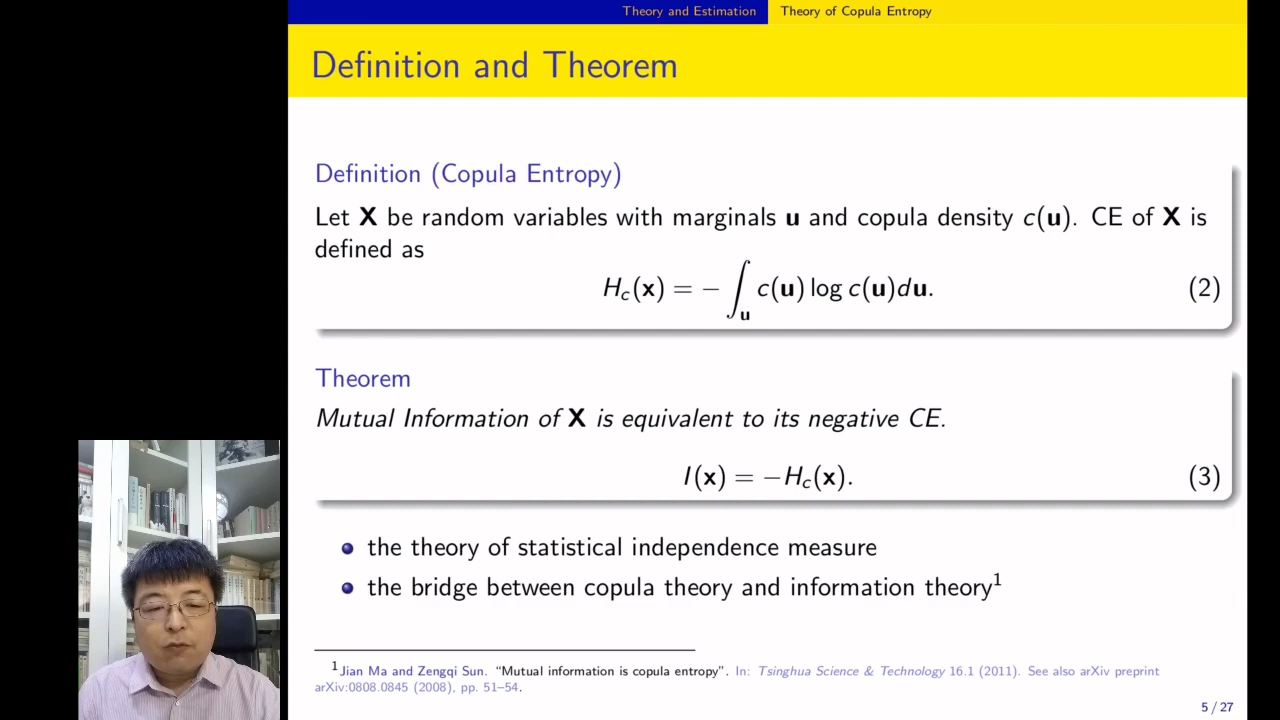 Theory and Estimation Theory of Copula Entropy
Definition and Theorem
Definition (Copula Entropy)
Let X be random variables with marginals u and copula density c(u). CE of X is
defined as
H_c(x) = − ∫_u c(u) log c(u)du. (2)
Theorem
Mutual Information of X is equivalent to its negative CE.
I(x) = −H_c(x). (3)
the theory of statistical independence measure
the bridge between copula theory and information theory¹
¹Jian Ma and Zengqi Sun. “Mutual information is copula entropy”. In: Tsinghua Science & Technology 16.1 (2011). See also arXiv preprint
arXiv:0808.0845 (2008), pp. 51–54.
5 / 27